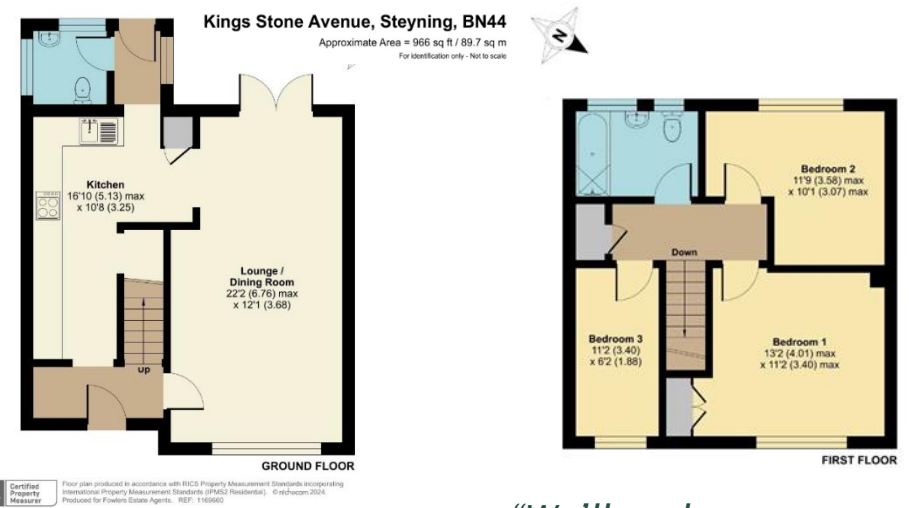 Kings Stone Avenue, Steyning, BN44
Approximate Area = 966 sq ft / 89.7 sq m
For identification only - Not to scale
N
Kitchen
16'10 (5.13) max
x 10'8 (3.25)
Lounge /
Dining Room
22'2 (6.76) max
x 12'1 (3.68)
Up
GROUND FLOOR
Bedroom 2
11'9 (3.58) max
x 10'1 (3.07) max
Down
Bedroom 3
11'2 (3.40)
x 6'2 (1.88)
Bedroom 1
13'2 (4.01) max
x 11'2 (3.40) max
FIRST FLOOR
Certified
Property
Measurer
Floor plan produced in accordance with RICS Property Measurement Standards incorporating
International Property Measurement Standards (IPMS2 Residential). © nichecom 2024.
Produced for Fowlers Estate Agents. REF: 1169660